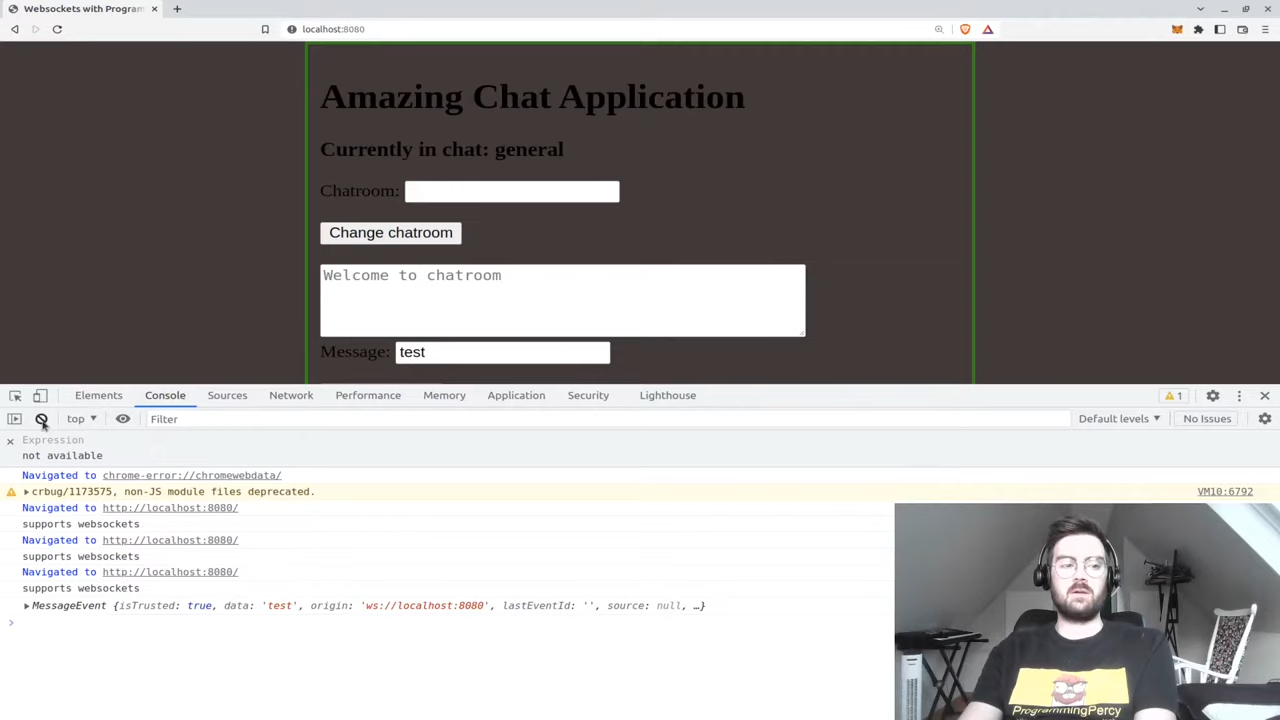 Websockets with Program
localhost:8080
Amazing Chat Application
Currently in chat: general
Chatroom:
Change chatroom
Welcome to chatroom
Message: test
Elements Console Sources Network Performance Memory Application Security Lighthouse 1
top Filter Default levels No Issues
Expression
not available
Navigated to chrome-error://chromewebdata/
crbug/1173575, non-JS module files deprecated. VM10:6792
Navigated to http://localhost:8080/
supports websockets
Navigated to http://localhost:8080/
supports websockets
Navigated to http://localhost:8080/
supports websockets
MessageEvent {isTrusted: true, data: 'test', origin: 'ws://localhost:8080', lastEventId: '', source: null, …}
ProgrammingPercy